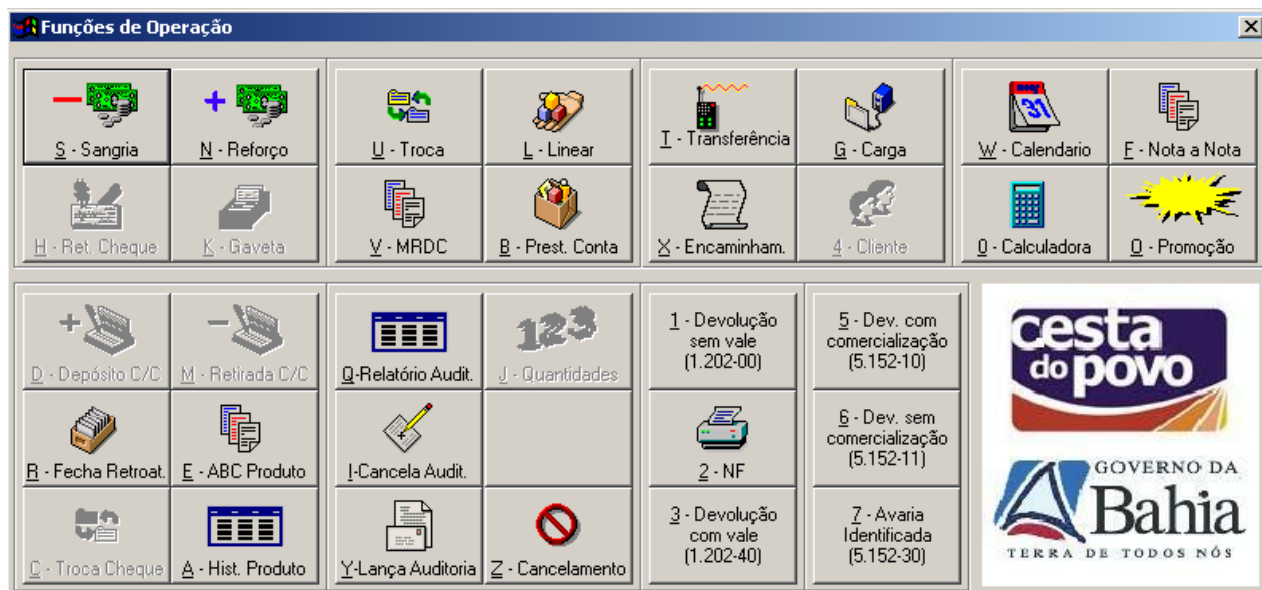 Funções de Operação
S - Sangria
N - Reforço
U - Troca
L - Linear
T - Transferência
G - Carga
31
W - Calendario
F - Nota a Nota
H - Ret. Cheque
K - Gaveta
V - MRDC
B - Prest. Conta
X - Encaminham.
4 - Cliente
0 - Calculadora
O - Promoção
D - Depósito C/C
M - Retirada C/C
Q-Relatório Audit.
123
J - Quantidades
1 - Devolução
sem vale
(1.202-00)
5 - Dev. com
comercialização
(5.152-10)
R - Fecha Retroat.
E - ABC Produto
I-Cancela Audit.
2 - NF
6 - Dev. sem
comercialização
(5.152-11)
C - Troca Cheque
A - Hist. Produto
Y-Lança Auditoria
Z - Cancelamento
3 - Devolução
com vale
(1.202-40)
7 - Avaria
Identificada
(5.152-30)
cesta
do povo
GOVERNO DA
Bahia
TERRA DE TODOS NÓS